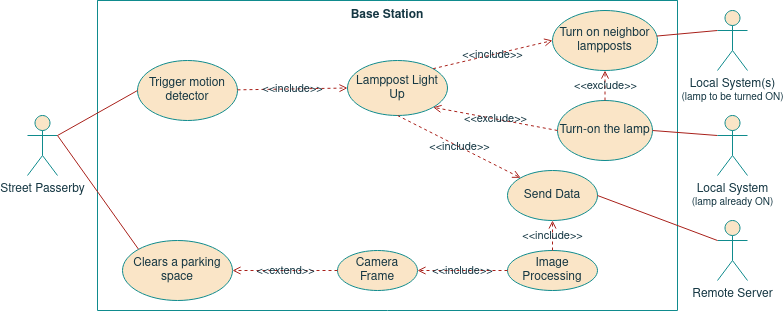 Base Station
Turn on neighbor
lampposts
<<include>>
Trigger motion
detector
<<include>>
Lamppost Light
Up
<<exclude>>
Local System(s)
(lamp to be turned ON)
<<exclude>>
Turn-on the lamp
<<include>>
Street Passerby
Send Data
Local System
(lamp already ON)
<<include>>
Clears a parking
space
<<extend>>
Camera
Frame
<<include>>
Image
Processing
Remote Server